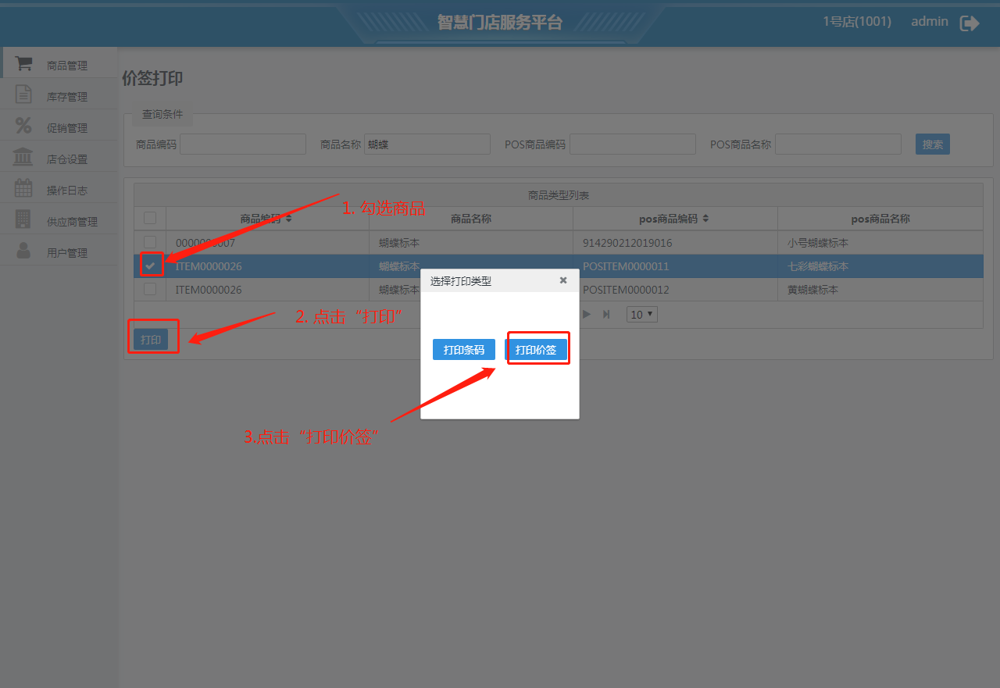 智慧门店服务平台
1号店(1001) admin
商品管理
库存管理
促销管理
店仓设置
操作日志
供应商管理
用户管理
价签打印
查询条件
商品编码 商品名称 蝴蝶 POS商品编码 POS商品名称 搜索
商品类型列表
1. 勾选商品
商品编码 商品名称 pos商品编码 pos商品名称
蝴蝶标本 914290212019016 小号蝴蝶标本
ITEM0000026 蝴蝶标本 POSITEM0000011 七彩蝴蝶标本
ITEM0000026 蝴蝶标本 POSITEM0000012 黄蝴蝶标本
选择打印类型
10
2. 点击“打印”
打印
打印条码 打印价签
3.点击“打印价签”